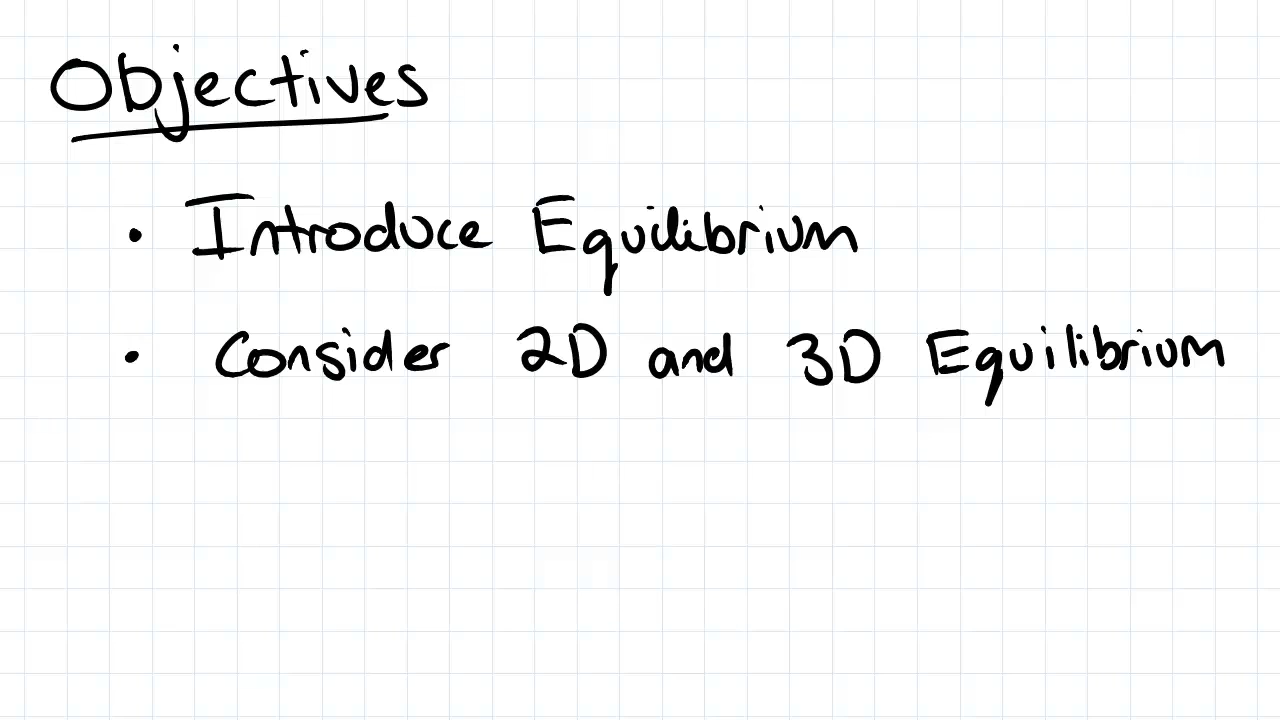 Objectives
• Introduce Equilibrium
• Consider 2D and 3D Equilibrium